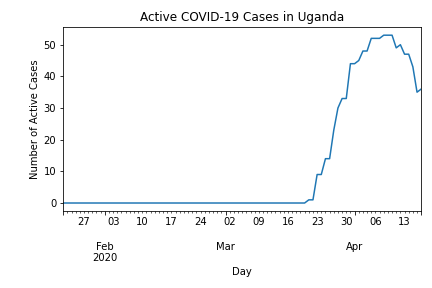 Active COVID-19 Cases in Uganda
Number of Active Cases
50
40
30
20
10
0
27 03 10 17 24 02 09 16 23 30 06 13
Feb Mar Apr
2020
Day